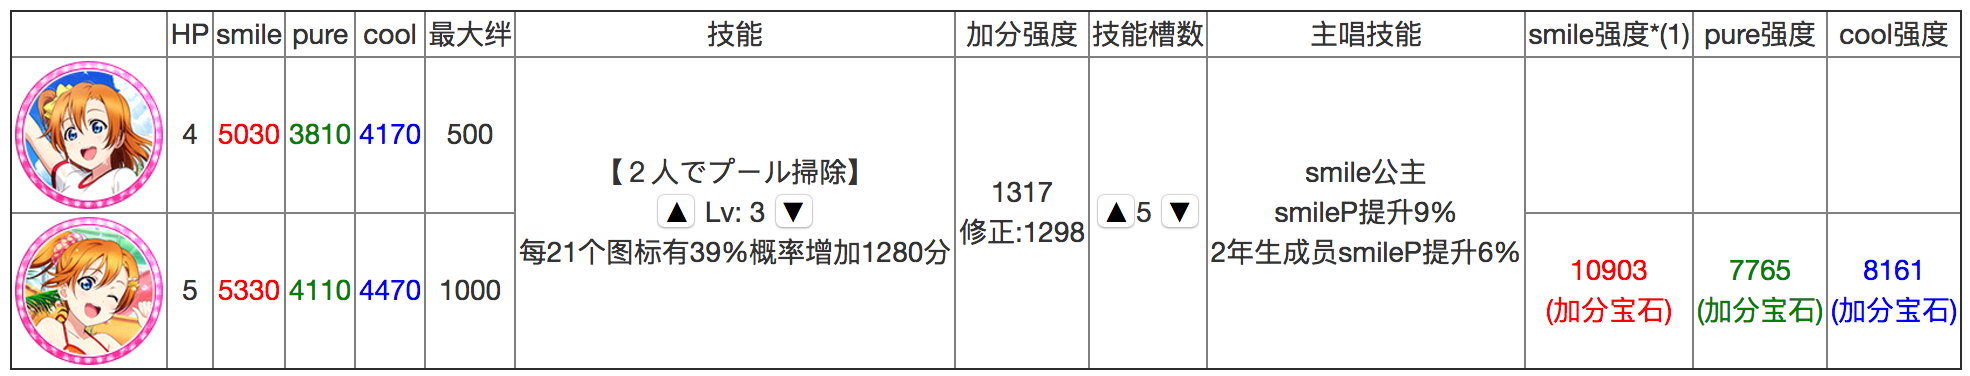 HP smile pure cool 最大绊 技能 加分强度 技能槽数 主唱技能 smile强度*(1) pure强度 cool强度
4 5030 3810 4170 500
【２人でプール掃除】
▲ Lv: 3 ▼
每21个图标有39%概率增加1280分
1317
修正:1298
▲5 ▼
smile公主
smileP提升9%
2年生成员smileP提升6%
5 5330 4110 4470 1000
10903
(加分宝石)
7765
(加分宝石)
8161
(加分宝石)